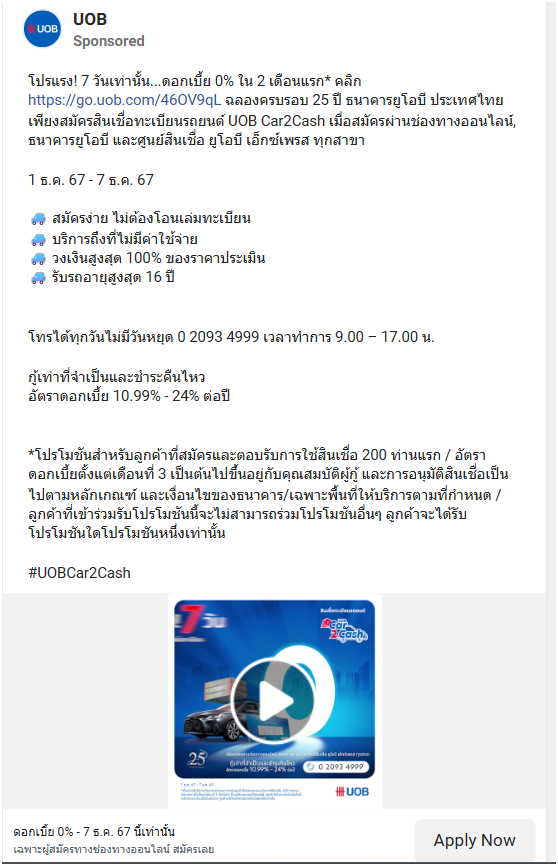 UOB
UOB
Sponsored
โปรแรง! 7 วันเท่านั้น...ดอกเบี้ย 0% ใน 2 เดือนแรก* คลิก
https://go.uob.com/46OV9qL ฉลองครบรอบ 25 ปี ธนาคารยูโอบี ประเทศไทย
เพียงสมัครสินเชื่อทะเบียนรถยนต์ UOB Car2Cash เมื่อสมัครผ่านช่องทางออนไลน์,
ธนาคารยูโอบี และศูนย์สินเชื่อ ยูโอบี เอ็กซ์เพรส ทุกสาขา
1 ธ.ค. 67 - 7 ธ.ค. 67
สมัครง่าย ไม่ต้องโอนเล่มทะเบียน
บริการถึงที่ไม่มีค่าใช้จ่าย
วงเงินสูงสุด 100% ของราคาประเมิน
รับรถอายุสูงสุด 16 ปี
โทรได้ทุกวันไม่มีวันหยุด 0 2093 4999 เวลาทำการ 9.00 – 17.00 น.
กู้เท่าที่จำเป็นและชำระคืนไหว
อัตราดอกเบี้ย 10.99% - 24% ต่อปี
*โปรโมชันสำหรับลูกค้าที่สมัครและตอบรับการใช้สินเชื่อ 200 ท่านแรก / อัตรา
ดอกเบี้ยตั้งแต่เดือนที่ 3 เป็นต้นไปขึ้นอยู่กับคุณสมบัติผู้กู้ และการอนุมัติสินเชื่อเป็น
ไปตามหลักเกณฑ์ และเงื่อนไขของธนาคาร/เฉพาะพื้นที่ให้บริการตามที่กำหนด /
ลูกค้าที่เข้าร่วมรับโปรโมชันนี้จะไม่สามารถร่วมโปรโมชันอื่นๆ ลูกค้าจะได้รับ
โปรโมชันใดโปรโมชันหนึ่งเท่านั้น
#UOBCar2Cash
สินเชื่อทะเบียนรถยนต์
7 วัน
Car2Cash
25
กู้เท่าที่จำเป็นและชำระคืนไหว
อัตราดอกเบี้ย 10.99% - 24% ต่อปี
0 2093 4999
UOB
ดอกเบี้ย 0% - 7 ธ.ค. 67 นี้เท่านั้น
เฉพาะผู้สมัครทางช่องทางออนไลน์ สมัครเลย
Apply Now